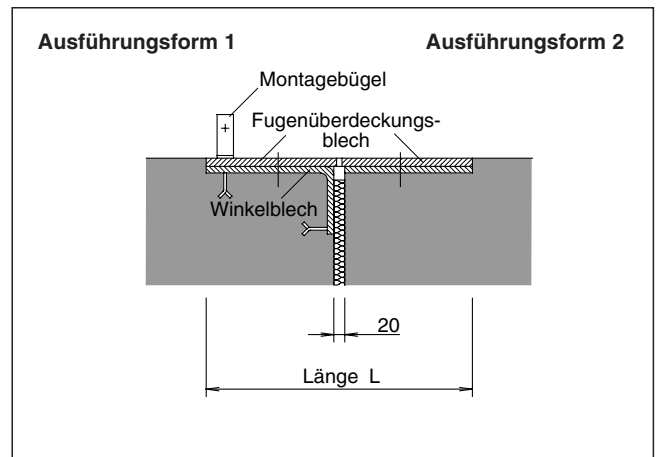 Ausführungsform 1
Ausführungsform 2
Montagebügel
Fugenüberdeckungs-
blech
Winkelblech
20
Länge L